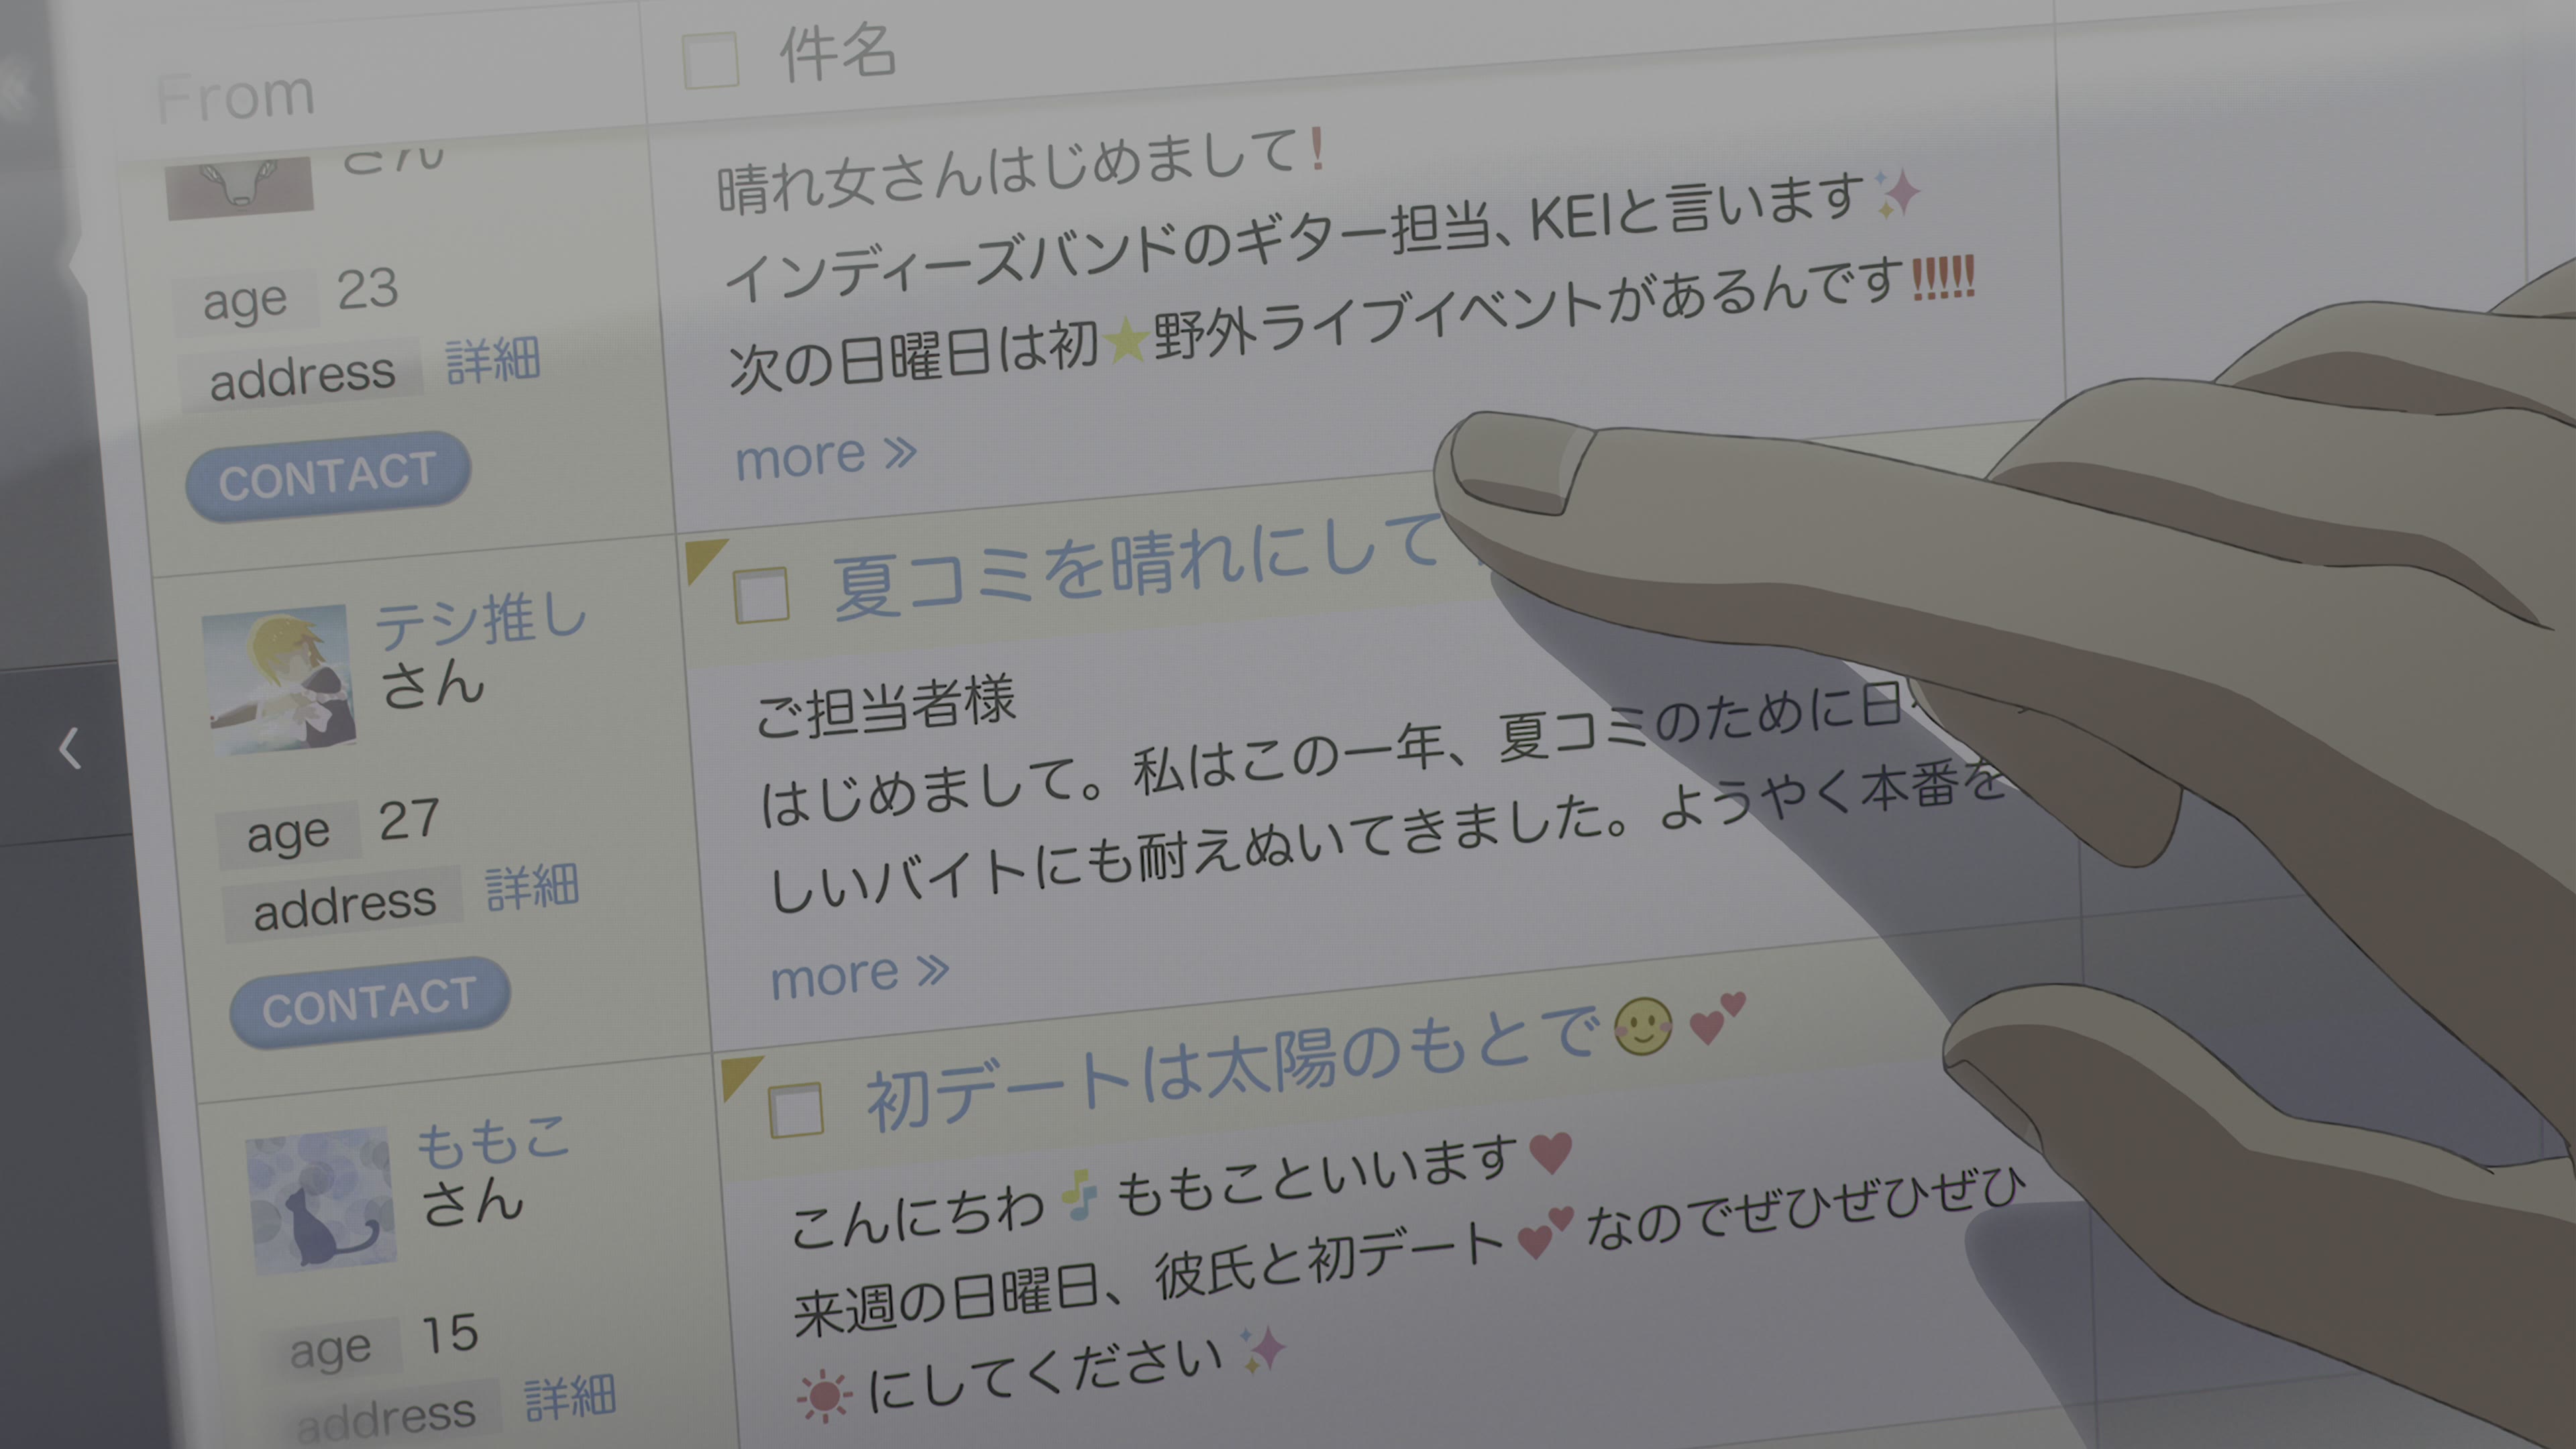 From
件名
さん
age 23
address 詳細
CONTACT
晴れ女さんはじめまして!
インディーズバンドのギター担当、KEIと言います✨
次の日曜日は初★野外ライブイベントがあるんです!!!!!
more »
テシ推し
さん
age 27
address 詳細
CONTACT
夏コミを晴れにして
ご担当者様
はじめまして。私はこの一年、夏コミのために日
しいバイトにも耐えぬいてきました。ようやく本番を
more »
ももこ
さん
age 15
address 詳細
初デートは太陽のもとで🙂💕
こんにちわ🎵ももこといいます♥
来週の日曜日、彼氏と初デート💕なのでぜひぜひぜひ
☀にしてください✨